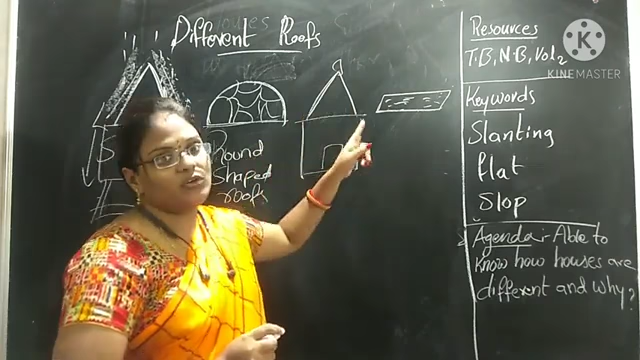 Different Roofs
Round
Shaped
roofs
Resources
T.B, N.B, Vol 2
Keywords
Slanting
flat
Slop
Agenda:- Able to
know how houses are
different and why?
KINEMASTER